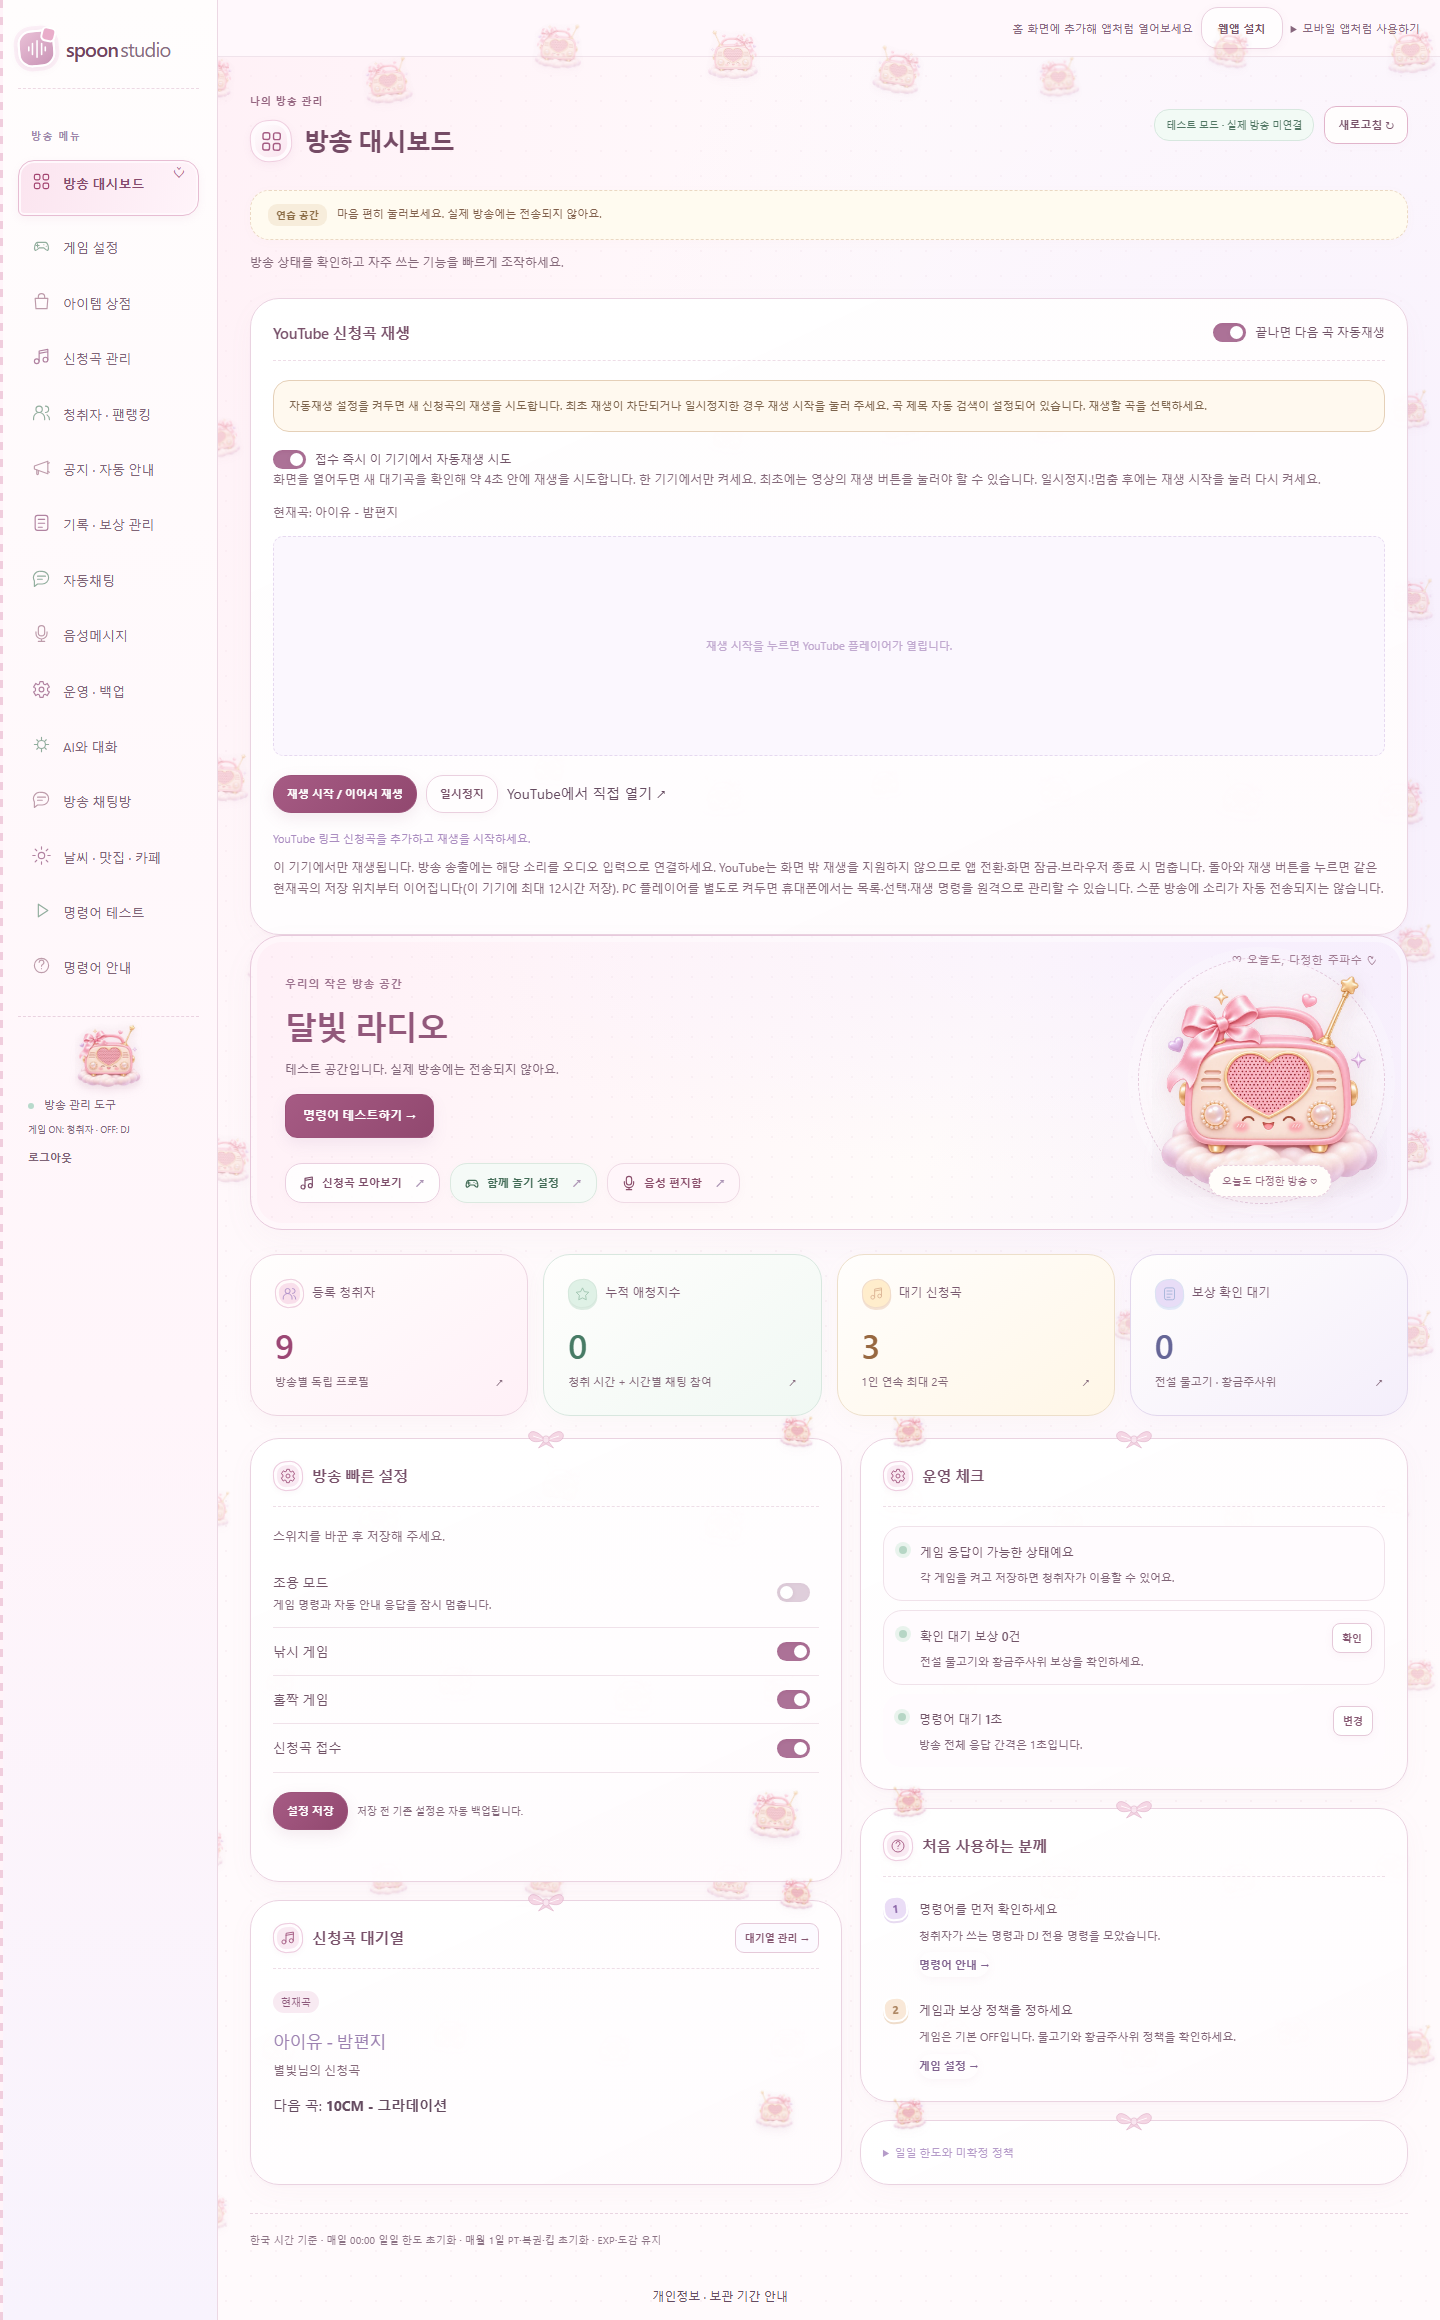 spoon studio
방송 메뉴
방송 대시보드
게임 설정
아이템 상점
신청곡 관리
청취자 · 팬랭킹
공지 · 자동 안내
기록 · 보상 관리
자동채팅
음성메시지
운영 · 백업
AI와 대화
방송 채팅방
날씨 · 맛집 · 카페
명령어 테스트
명령어 안내
방송 관리 도구
게임 ON: 청취자 · OFF: DJ
로그아웃
홈 화면에 추가해 앱처럼 열어보세요
웹앱 설치
▶ 모바일 앱처럼 사용하기
나의 방송 관리
방송 대시보드
테스트 모드 · 실제 방송 미연결
새로고침 ↻
연습 공간
마음 편히 눌러보세요. 실제 방송에는 전송되지 않아요.
방송 상태를 확인하고 자주 쓰는 기능을 빠르게 조작하세요.
YouTube 신청곡 재생
끝나면 다음 곡 자동재생
자동재생 설정을 켜두면 새 신청곡의 재생을 시도합니다. 최초 재생이 차단되거나 일시정지한 경우 재생 시작을 눌러 주세요. 곡 제목 자동 검색이 설정되어 있습니다. 재생할 곡을 선택하세요.
접수 즉시 이 기기에서 자동재생 시도
화면을 열어두면 새 대기곡을 확인해 약 4초 안에 재생을 시도합니다. 한 기기에서만 켜세요. 최초에는 영상의 재생 버튼을 눌러야 할 수 있습니다. 일시정지·!멈춤 후에는 재생 시작을 눌러 다시 켜세요.
현재곡: 아이유 - 밤편지
재생 시작을 누르면 YouTube 플레이어가 열립니다.
재생 시작 / 이어서 재생
일시정지
YouTube에서 직접 열기 ↗
YouTube 링크 신청곡을 추가하고 재생을 시작하세요.
이 기기에서만 재생됩니다. 방송 송출에는 해당 소리를 오디오 입력으로 연결하세요. YouTube는 화면 밖 재생을 지원하지 않으므로 앱 전환·화면 잠금·브라우저 종료 시 멈춥니다. 돌아와 재생 버튼을 누르면 같은
현재곡의 저장 위치부터 이어집니다(이 기기에 최대 12시간 저장). PC 플레이어를 별도로 켜두면 휴대폰에서는 목록·선택·재생 명령을 원격으로 관리할 수 있습니다. 스푼 방송에 소리가 자동 전송되지는 않습니다.
♡ 오늘도, 다정한 주파수 ♡
우리의 작은 방송 공간
달빛 라디오
테스트 공간입니다. 실제 방송에는 전송되지 않아요.
명령어 테스트하기 →
신청곡 모아보기 ↗
함께 놀기 설정 ↗
음성 편지함 ↗
오늘도 다정한 방송 ♡
등록 청취자
9
방송별 독립 프로필 ↗
누적 애청지수
0
청취 시간 + 시간별 채팅 참여 ↗
대기 신청곡
3
1인 연속 최대 2곡 ↗
보상 확인 대기
0
전설 물고기 · 황금주사위 ↗
방송 빠른 설정
스위치를 바꾼 후 저장해 주세요.
조용 모드
게임 명령과 자동 안내 응답을 잠시 멈춥니다.
낚시 게임
홀짝 게임
신청곡 접수
설정 저장
저장 전 기존 설정은 자동 백업됩니다.
신청곡 대기열
대기열 관리 →
현재곡
아이유 - 밤편지
별빛님의 신청곡
다음 곡: 10CM - 그라데이션
운영 체크
게임 응답이 가능한 상태예요
각 게임을 켜고 저장하면 청취자가 이용할 수 있어요.
확인 대기 보상 0건
확인
전설 물고기와 황금주사위 보상을 확인하세요.
명령어 대기 1초
변경
방송 전체 응답 간격은 1초입니다.
처음 사용하는 분께
1
명령어를 먼저 확인하세요
청취자가 쓰는 명령과 DJ 전용 명령을 모았습니다.
명령어 안내 →
2
게임과 보상 정책을 정하세요
게임은 기본 OFF입니다. 물고기와 황금주사위 정책을 확인하세요.
게임 설정 →
▶ 일일 한도와 미확정 정책
한국 시간 기준 · 매일 00:00 일일 한도 초기화 · 매월 1일 PT·복권·킵 초기화 · EXP·도감 유지
개인정보 · 보관 기간 안내